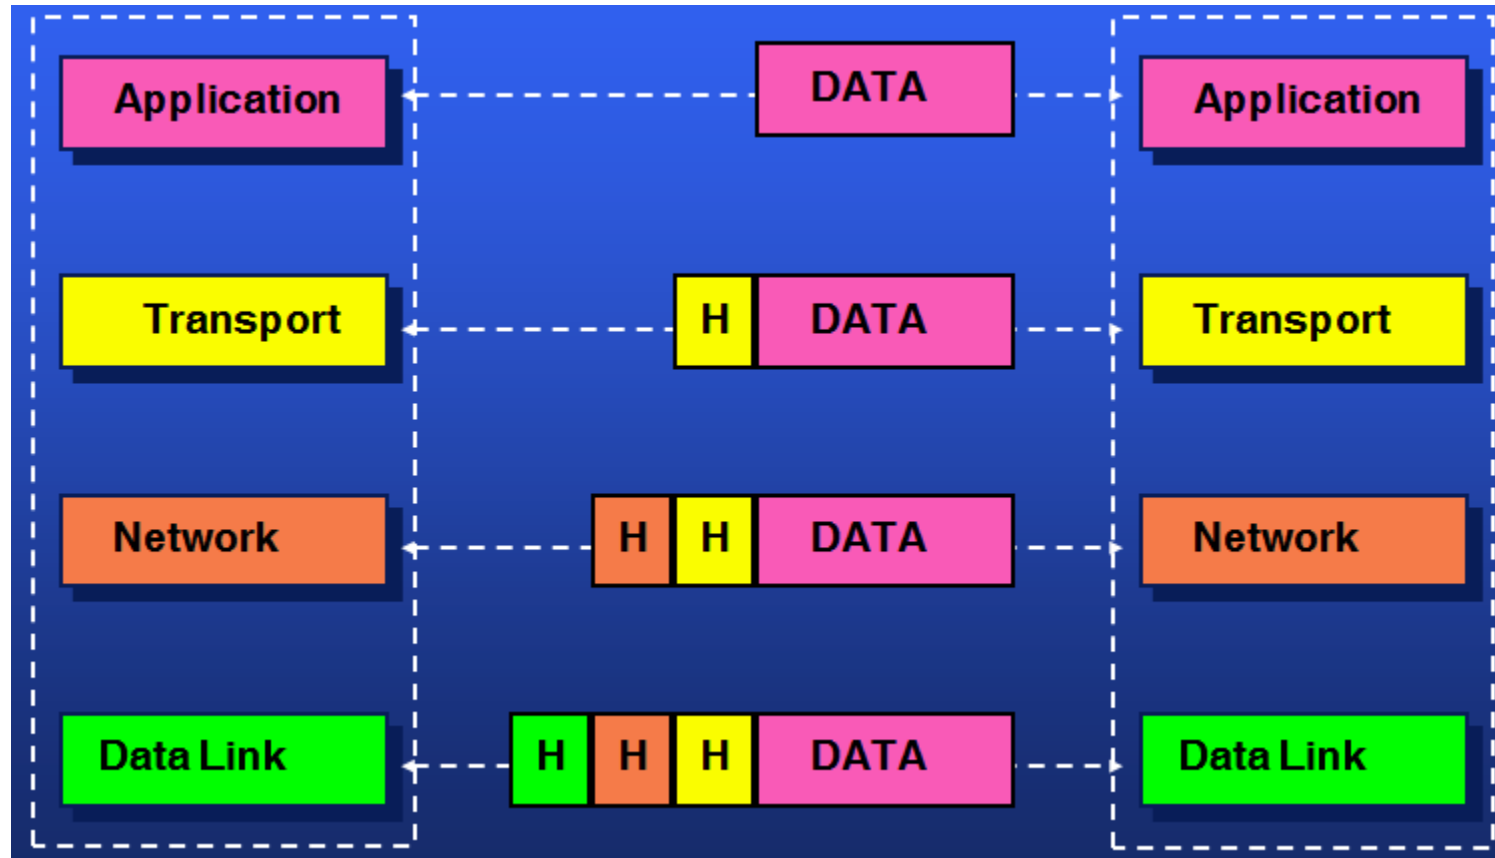 Application DATA Application
Transport H DATA Transport
Network H H DATA Network
Data Link H H H DATA Data Link